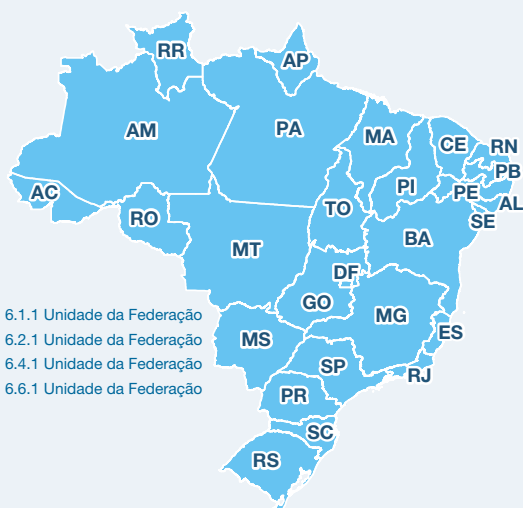 RR
AP
AM
PA
MA
CE
RN
PB
PE
AL
SE
PI
AC
RO
TO
BA
MT
DF
GO
MG
ES
6.1.1 Unidade da Federação
6.2.1 Unidade da Federação
6.4.1 Unidade da Federação
6.6.1 Unidade da Federação
MS
SP
RJ
PR
SC
RS